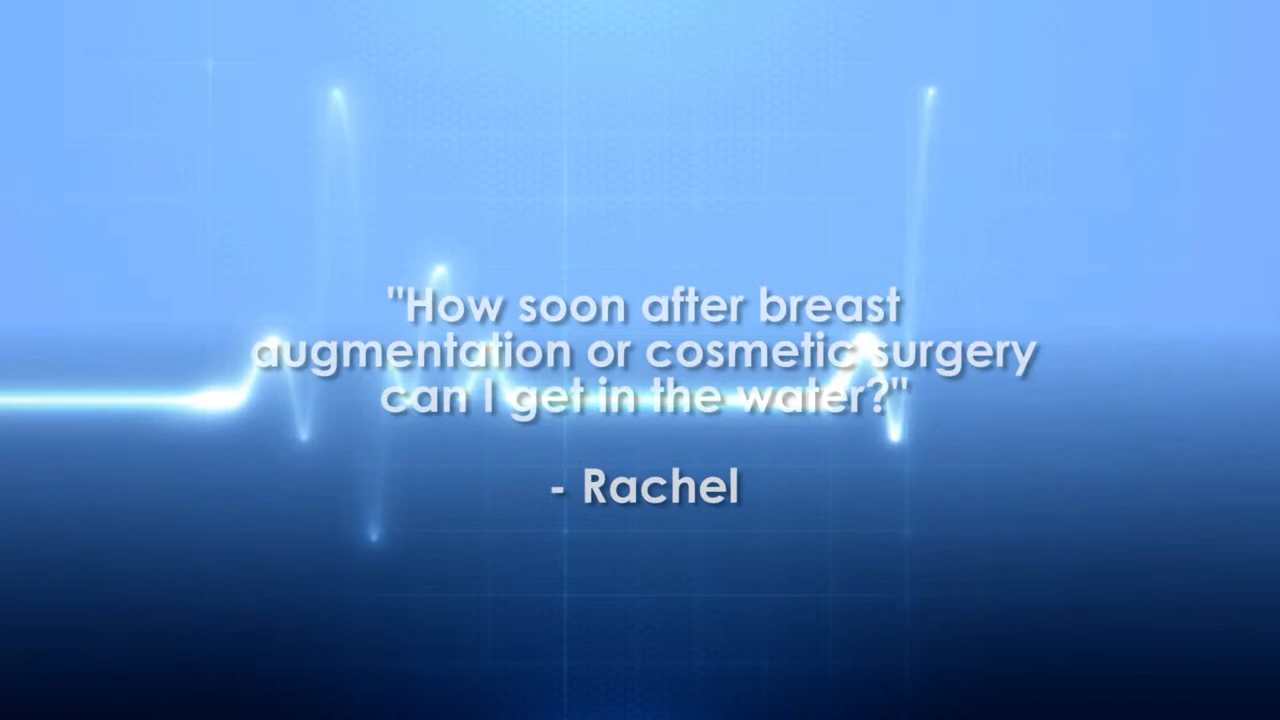 "How soon after breast
augmentation or cosmetic surgery
can I get in the water?"
- Rachel